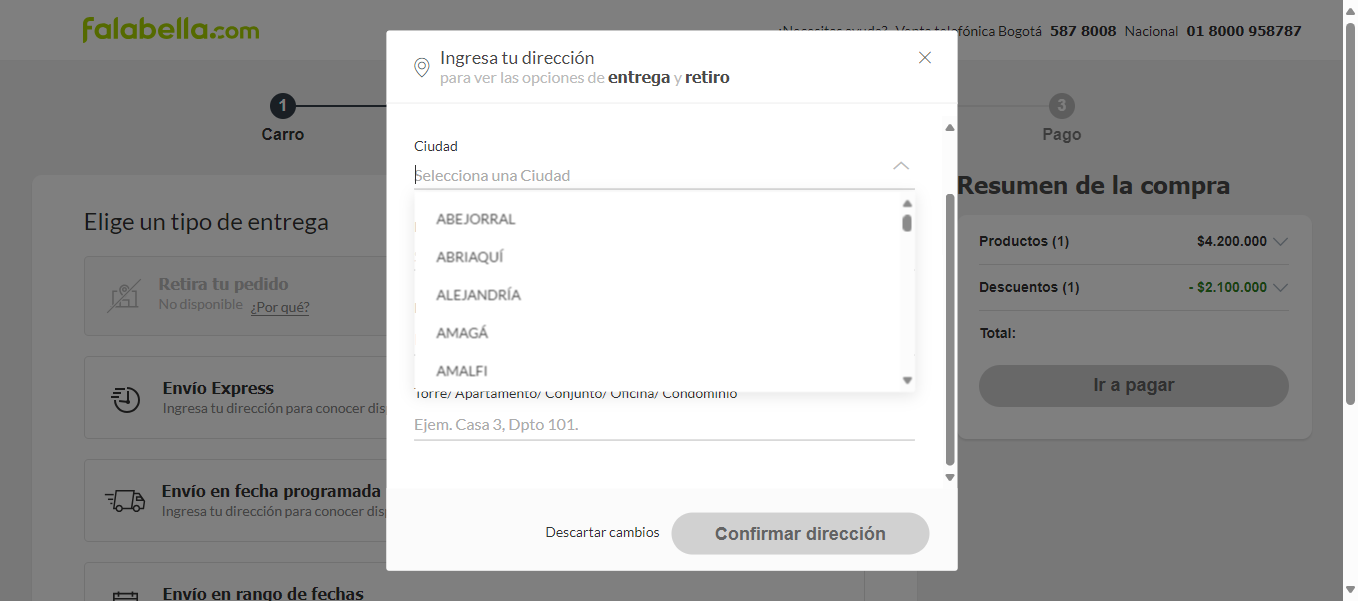 falabella.com
¿Necesitas ayuda? Venta telefónica Bogotá 587 8008 Nacional 01 8000 958787
Ingresa tu dirección
para ver las opciones de entrega y retiro
1
3
Carro
Pago
Ciudad
Selecciona una Ciudad
ABEJORRAL
ABRIAQUÍ
ALEJANDRÍA
AMAGÁ
AMALFI
Torre/ Apartamento/ Conjunto/ Oficina/ Condominio
Ejem. Casa 3, Dpto 101.
Descartar cambios
Confirmar dirección
Elige un tipo de entrega
Retira tu pedido
No disponible ¿Por qué?
Envío Express
Ingresa tu dirección para conocer dis
Envío en fecha programada
Ingresa tu dirección para conocer dis
Envío en rango de fechas
Resumen de la compra
Productos (1) $4.200.000
Descuentos (1) - $2.100.000
Total:
Ir a pagar